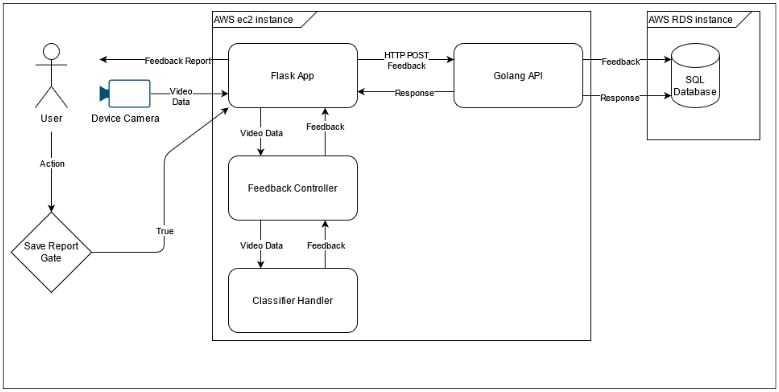 AWS ec2 instance
AWS RDS instance
Feedback Report
Flask App
HTTP POST
Feedback
Golang API
Feedback
SQL
Database
Video
Data
Response
Response
User
Device Camera
Video Data
Feedback
Action
Feedback Controller
True
Save Report
Gate
Video Data
Feedback
Classifier Handler